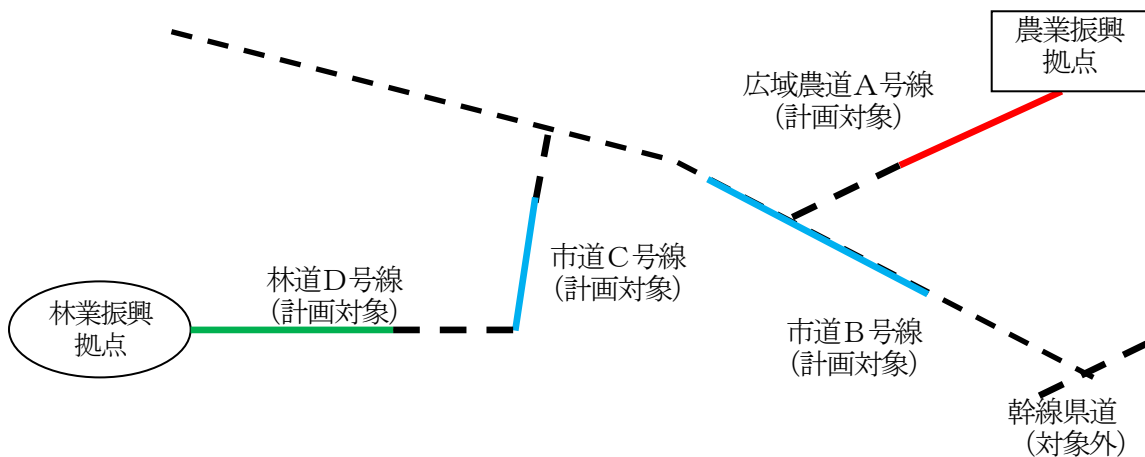 農業振興
拠点
広域農道Ａ号線
(計画対象)
市道Ｃ号線
(計画対象)
林道Ｄ号線
(計画対象)
林業振興
拠点
市道Ｂ号線
(計画対象)
幹線県道
(対象外)